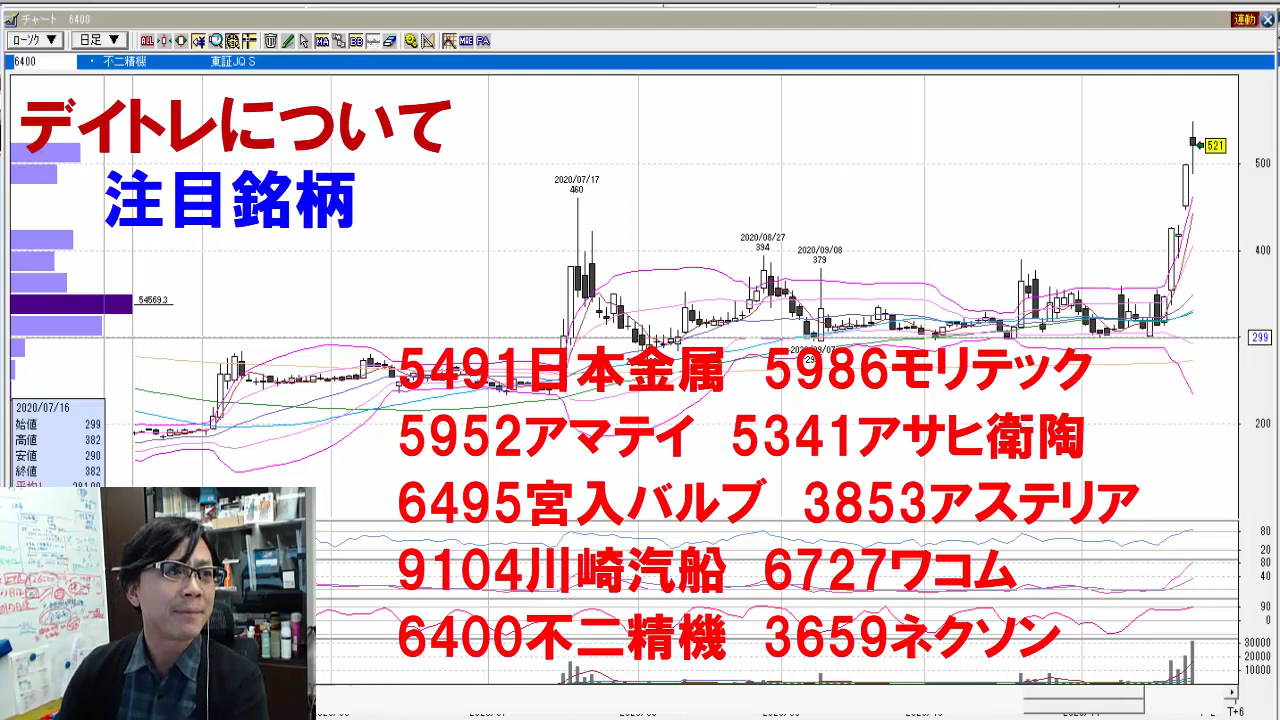 チャート 6400
連動
ローソク ▼ 日足 ▼
ALL
MA
BB
6400 ・ 不二精機 東証JQS
デイトレについて
注目銘柄
521
500
2020/07/17
460
2020/08/27
394
2020/09/08
379
400
54569.3
299
5491日本金属 5986モリテック
5952アマテイ 5341アサヒ衛陶
6495宮入バルブ 3853アステリア
9104川崎汽船 6727ワコム
6400不二精機 3659ネクソン
200
2020/07/16
始値 299
高値 382
安値 290
終値 382
80
20
80
40
90
0
30000
20000
10000
T+6